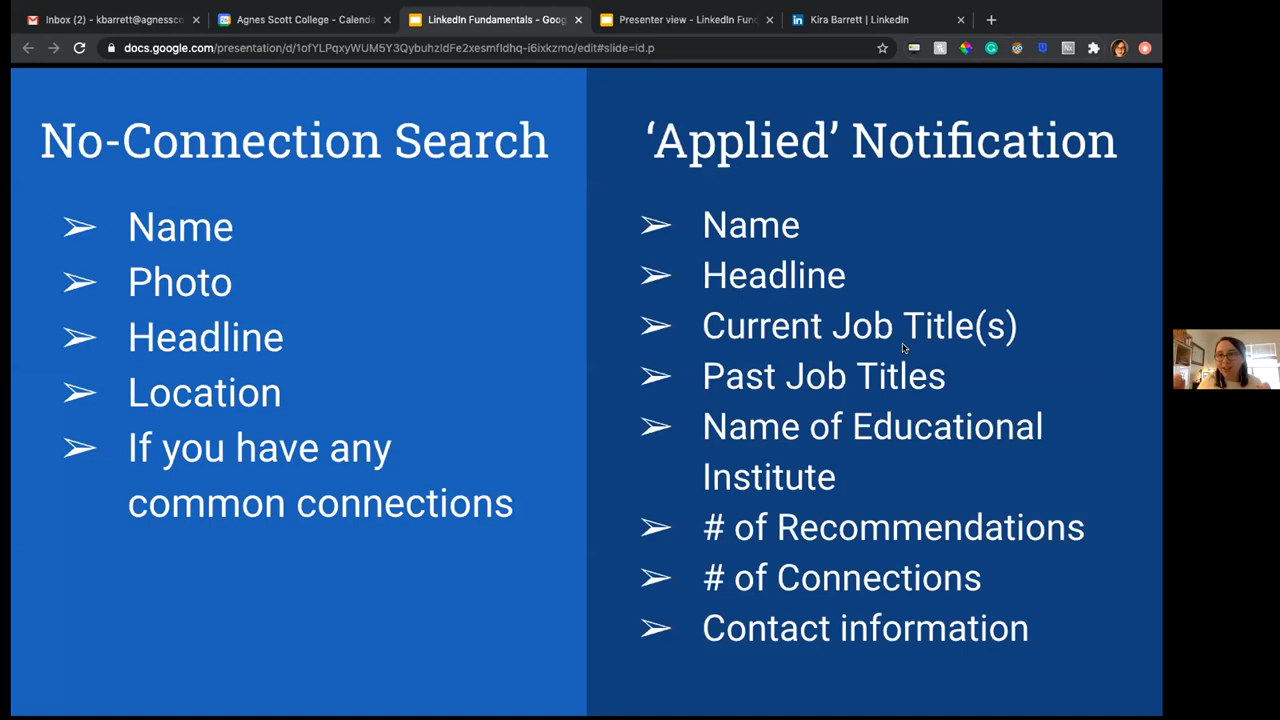 Inbox (2) - kbarrett@agnessco
Agnes Scott College - Calenda
LinkedIn Fundamentals - Goog
Presenter view - LinkedIn Fund
Kira Barrett | LinkedIn
docs.google.com/presentation/d/1ofYLPqxyWUM5Y3QybuhzIdFe2xesmfIdhq-i6ixkzmo/edit#slide=id.p
No-Connection Search
➢ Name
➢ Photo
➢ Headline
➢ Location
➢ If you have any
common connections
‘Applied’ Notification
➢ Name
➢ Headline
➢ Current Job Title(s)
➢ Past Job Titles
➢ Name of Educational
Institute
➢ # of Recommendations
➢ # of Connections
➢ Contact information